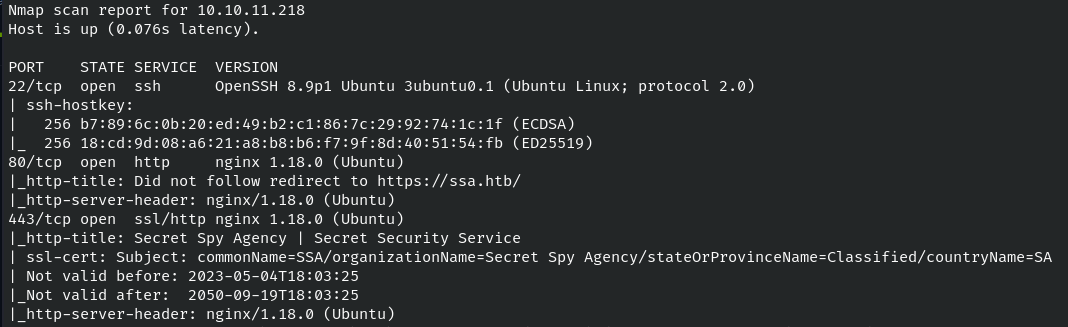 Nmap scan report for 10.10.11.218
Host is up (0.076s latency).
PORT    STATE SERVICE  VERSION
22/tcp  open  ssh      OpenSSH 8.9p1 Ubuntu 3ubuntu0.1 (Ubuntu Linux; protocol 2.0)
| ssh-hostkey:
|   256 b7:89:6c:0b:20:ed:49:b2:c1:86:7c:29:92:74:1c:1f (ECDSA)
|_  256 18:cd:9d:08:a6:21:a8:b8:b6:f7:9f:8d:40:51:54:fb (ED25519)
80/tcp  open  http     nginx 1.18.0 (Ubuntu)
|_http-title: Did not follow redirect to https://ssa.htb/
|_http-server-header: nginx/1.18.0 (Ubuntu)
443/tcp open  ssl/http nginx 1.18.0 (Ubuntu)
|_http-title: Secret Spy Agency | Secret Security Service
| ssl-cert: Subject: commonName=SSA/organizationName=Secret Spy Agency/stateOrProvinceName=Classified/countryName=SA
| Not valid before: 2023-05-04T18:03:25
|_Not valid after:  2050-09-19T18:03:25
|_http-server-header: nginx/1.18.0 (Ubuntu)